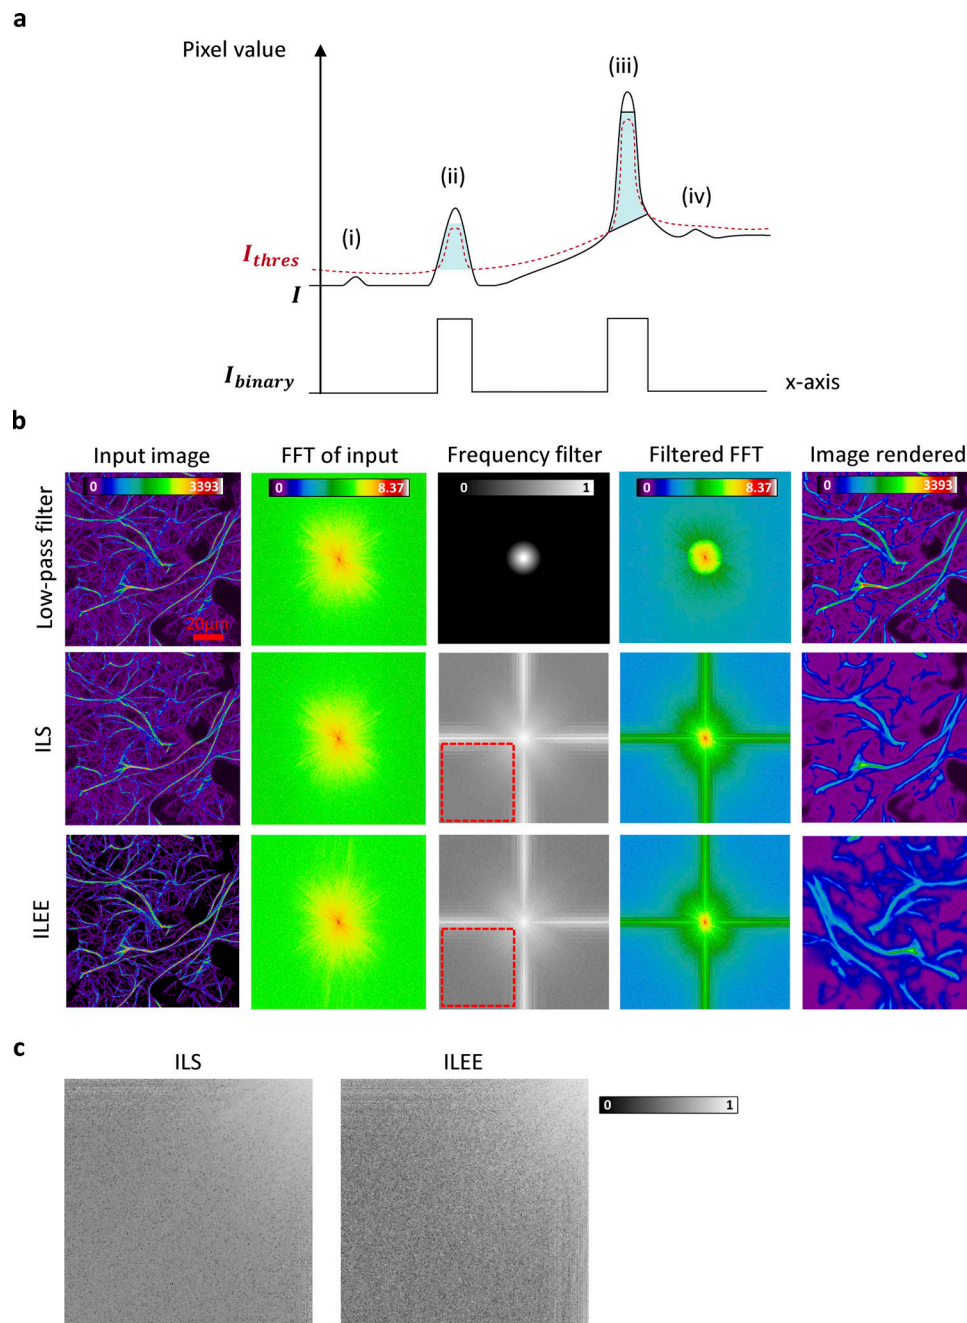 a
Pixel value
(iii)
(ii)
(iv)
(i)
I_thres
I
I_binary
x-axis
b
Input image FFT of input Frequency filter Filtered FFT Image rendered
Low-pass filter
0 3393 0 8.37 0 1 0 8.37 0 3393
20μm
ILS
ILEE
c
ILS ILEE
0 1